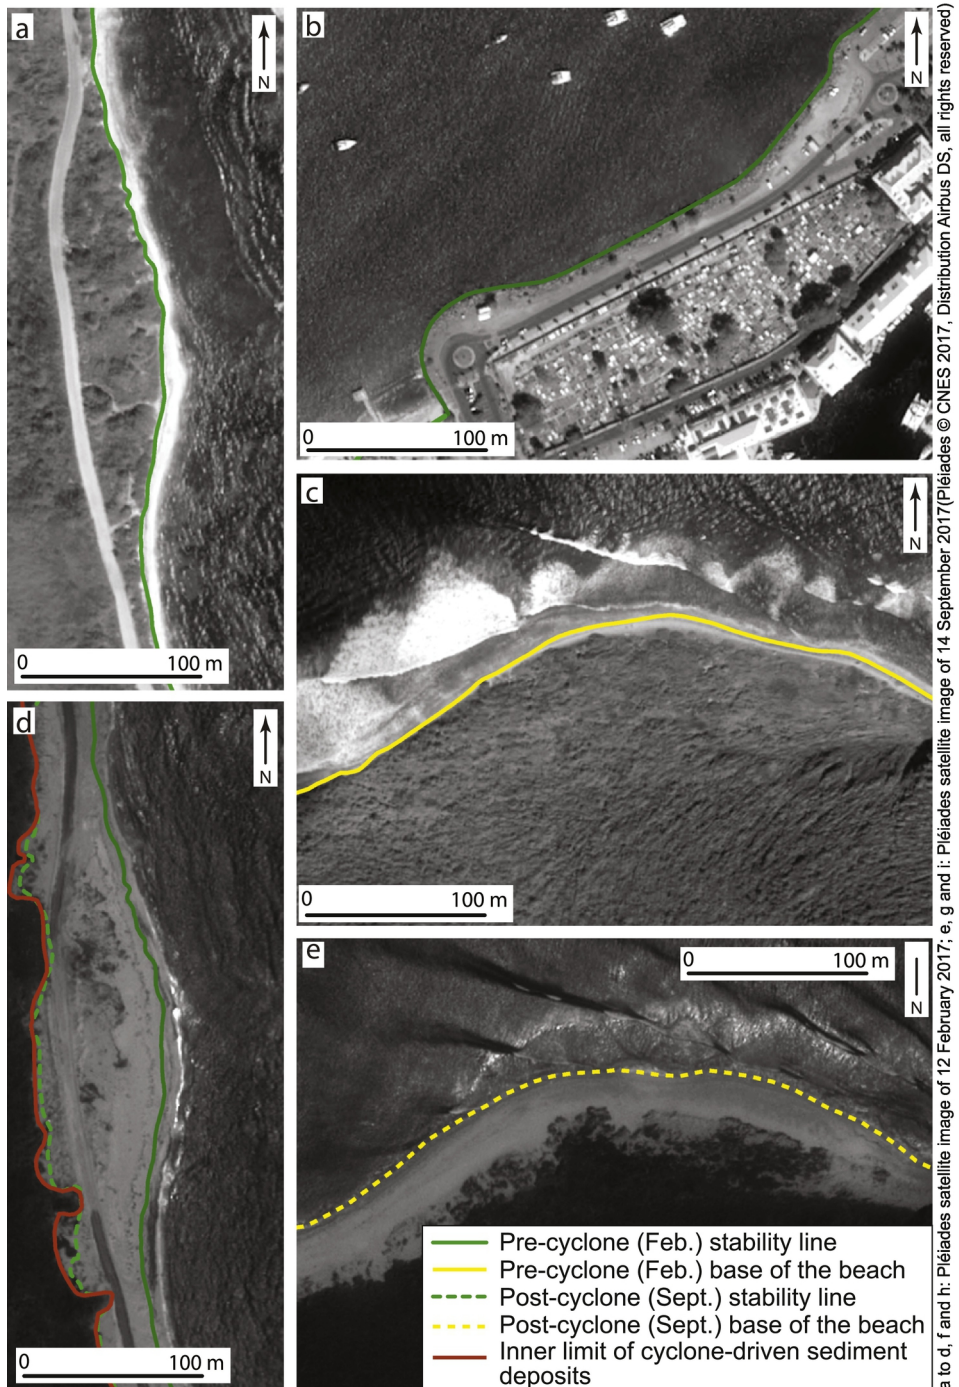 a
N
0 100 m
b
N
0 100 m
c
N
0 100 m
d
N
0 100 m
e
0 100 m
N
Pre-cyclone (Feb.) stability line
Pre-cyclone (Feb.) base of the beach
Post-cyclone (Sept.) stability line
Post-cyclone (Sept.) base of the beach
Inner limit of cyclone-driven sediment
deposits
a to d, f and h: Pléiades satellite image of 12 February 2017; e, g and i: Pléiades satellite image of 14 September 2017(Pléiades © CNES 2017, Distribution Airbus DS, all rights reserved)